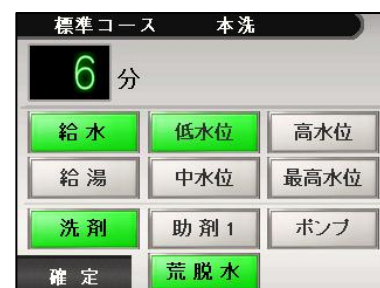 標準コース 本洗
6 分
給水 低水位 高水位
給湯 中水位 最高水位
洗剤 助剤1 ポンプ
確定 荒脱水